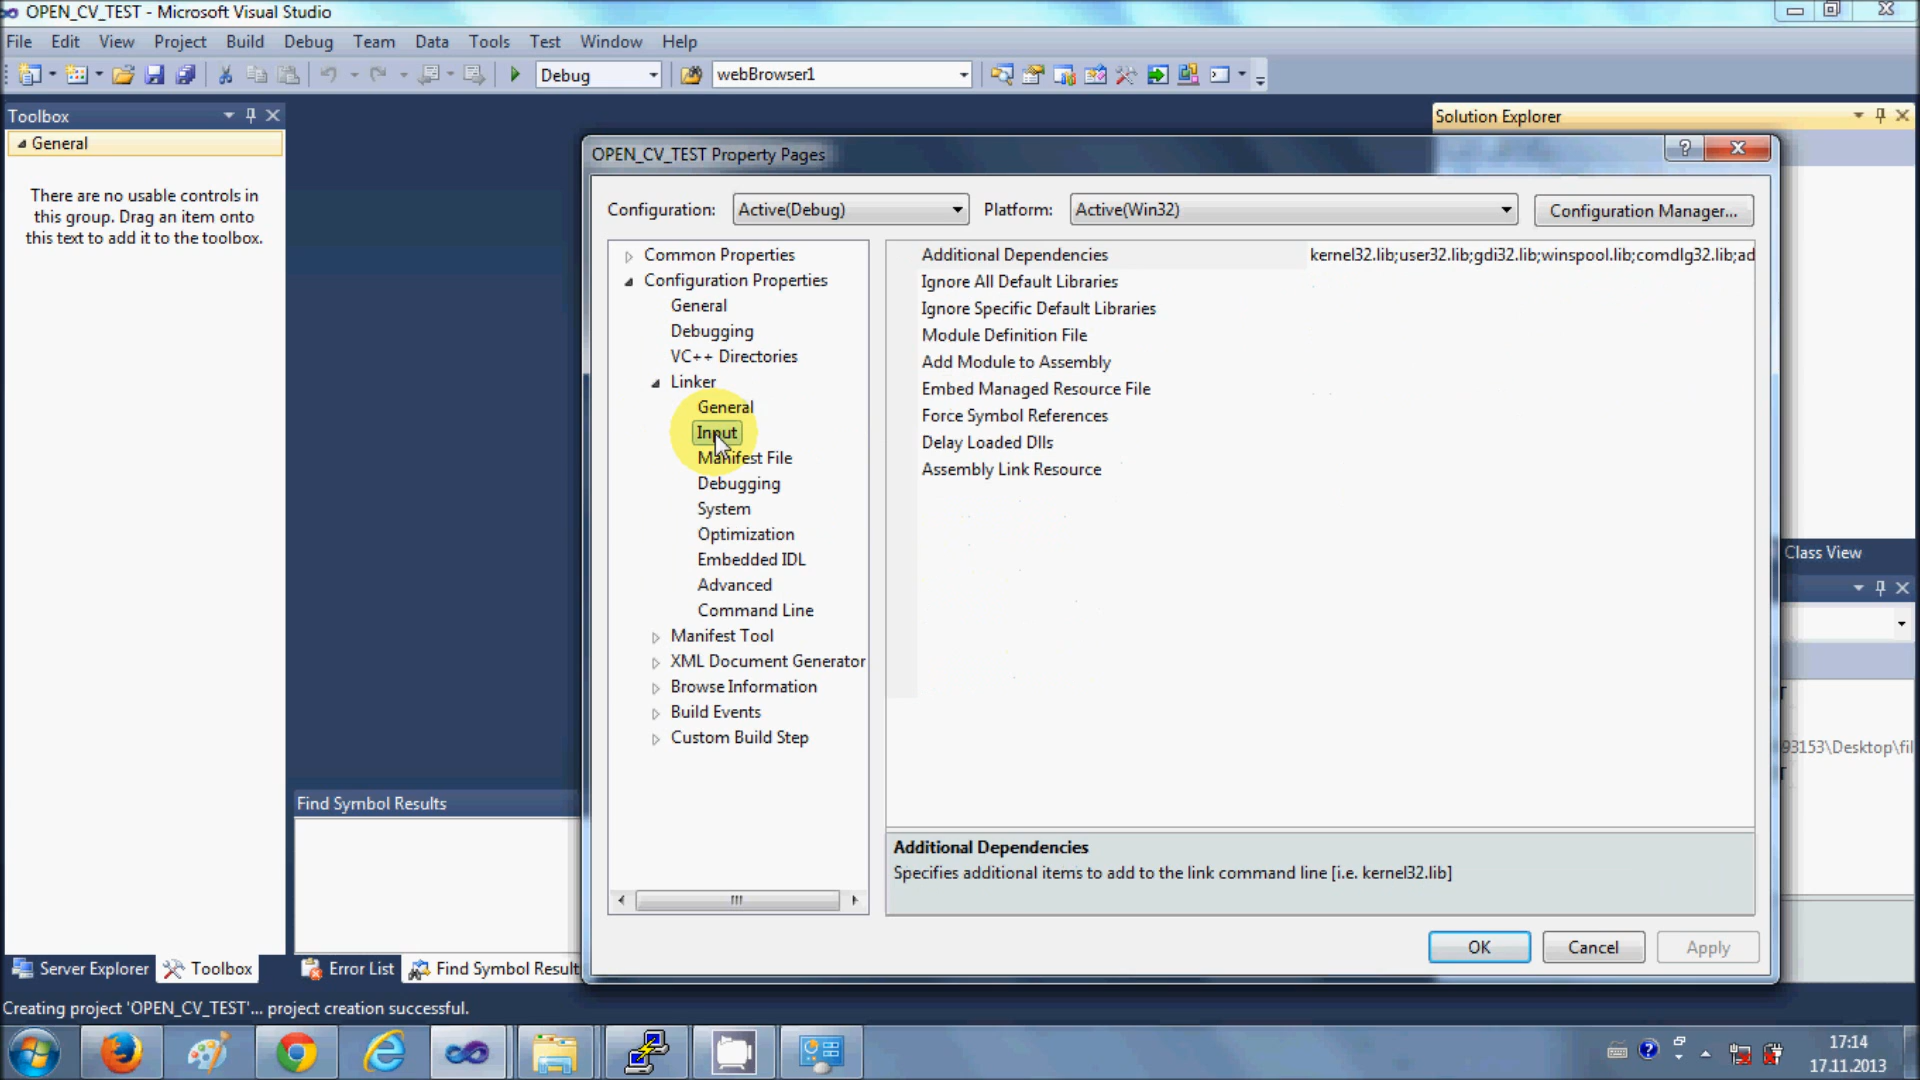 OPEN_CV_TEST - Microsoft Visual Studio
File Edit View Project Build Debug Team Data Tools Test Window Help
Debug webBrowser1
Toolbox
General
There are no usable controls in
this group. Drag an item onto
this text to add it to the toolbox.
Solution Explorer
OPEN_CV_TEST Property Pages
Configuration: Active(Debug) Platform: Active(Win32) Configuration Manager...
Common Properties
Configuration Properties
General
Debugging
VC++ Directories
Linker
General
Input
Manifest File
Debugging
System
Optimization
Embedded IDL
Advanced
Command Line
Manifest Tool
XML Document Generator
Browse Information
Build Events
Custom Build Step
Additional Dependencies kernel32.lib;user32.lib;gdi32.lib;winspool.lib;comdlg32.lib;ad
Ignore All Default Libraries
Ignore Specific Default Libraries
Module Definition File
Add Module to Assembly
Embed Managed Resource File
Force Symbol References
Delay Loaded Dlls
Assembly Link Resource
Additional Dependencies
Specifies additional items to add to the link command line [i.e. kernel32.lib]
OK Cancel Apply
Class View
93153\Desktop\fil
Find Symbol Results
Server Explorer Toolbox Error List Find Symbol Result
Creating project 'OPEN_CV_TEST'... project creation successful.
17:14
17.11.2013